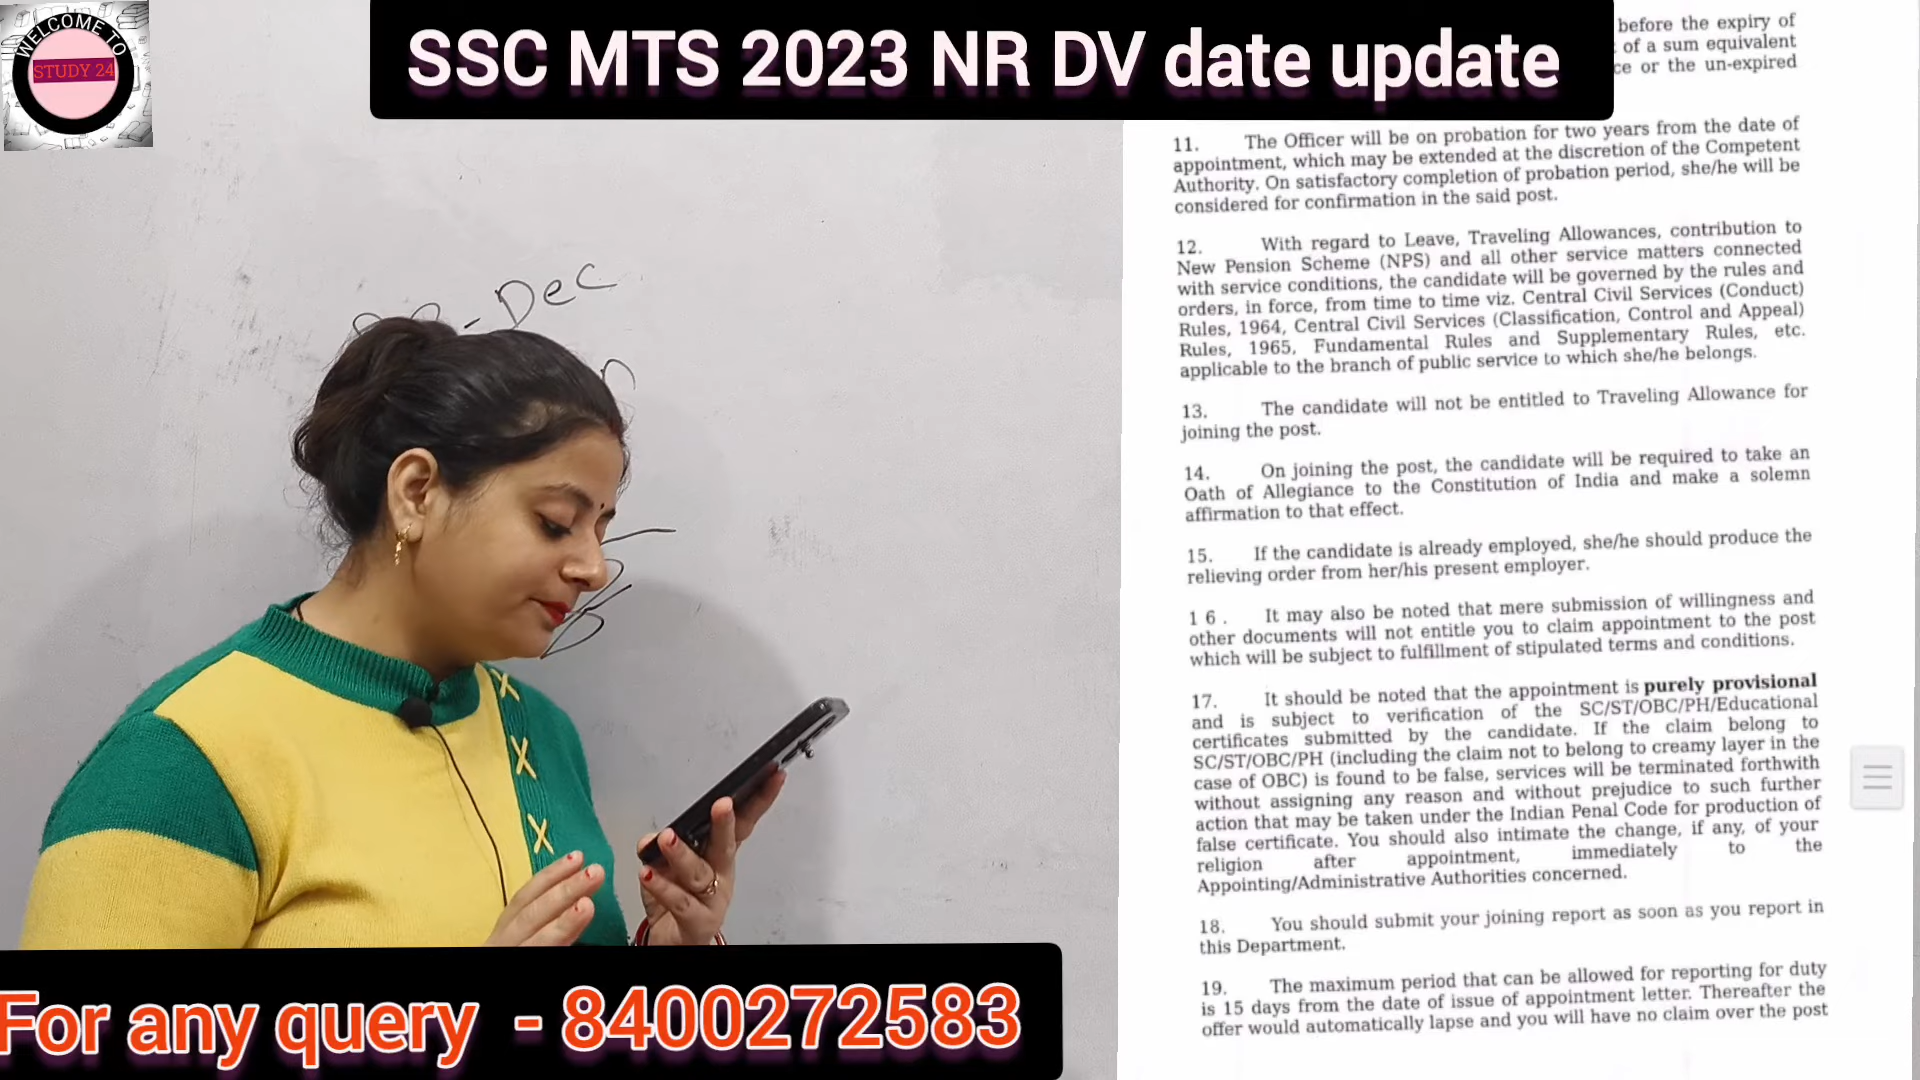 WELCOME TO
STUDY 24
SSC MTS 2023 NR DV date update
before the expiry of
of a sum equivalent
ce or the un-expired
11. The Officer will be on probation for two years from the date of
appointment, which may be extended at the discretion of the Competent
Authority. On satisfactory completion of probation period, she/he will be
considered for confirmation in the said post.
12. With regard to Leave, Traveling Allowances, contribution to
New Pension Scheme (NPS) and all other service matters connected
with service conditions, the candidate will be governed by the rules and
orders, in force, from time to time viz. Central Civil Services (Conduct)
Rules, 1964, Central Civil Services (Classification, Control and Appeal)
Rules, 1965, Fundamental Rules and Supplementary Rules, etc.
applicable to the branch of public service to which she/he belongs.
13. The candidate will not be entitled to Traveling Allowance for
joining the post.
14. On joining the post, the candidate will be required to take an
Oath of Allegiance to the Constitution of India and make a solemn
affirmation to that effect.
15. If the candidate is already employed, she/he should produce the
relieving order from her/his present employer.
16. It may also be noted that mere submission of willingness and
other documents will not entitle you to claim appointment to the post
which will be subject to fulfillment of stipulated terms and conditions.
17. It should be noted that the appointment is purely provisional
and is subject to verification of the SC/ST/OBC/PH/Educational
certificates submitted by the candidate. If the claim belong to
SC/ST/OBC/PH (including the claim not to belong to creamy layer in the
case of OBC) is found to be false, services will be terminated forthwith
without assigning any reason and without prejudice to such further
action that may be taken under the Indian Penal Code for production of
false certificate. You should also intimate the change, if any, of your
religion after appointment, immediately to the
Appointing/Administrative Authorities concerned.
18. You should submit your joining report as soon as you report in
this Department.
19. The maximum period that can be allowed for reporting for duty
is 15 days from the date of issue of appointment letter. Thereafter the
offer would automatically lapse and you will have no claim over the post
-Dec
For any query - 8400272583